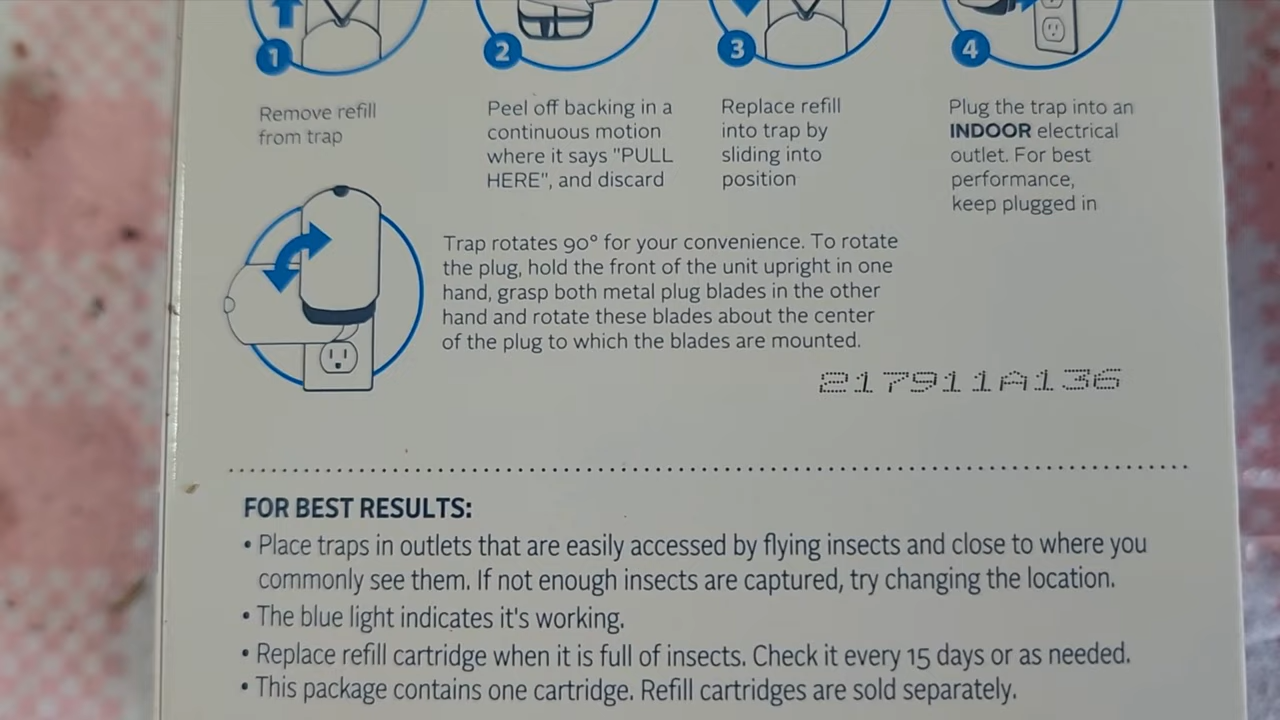 1
2
3
4
Remove refill
from trap
Peel off backing in a
continuous motion
where it says "PULL
HERE", and discard
Replace refill
into trap by
sliding into
position
Plug the trap into an
INDOOR electrical
outlet. For best
performance,
keep plugged in
Trap rotates 90° for your convenience. To rotate
the plug, hold the front of the unit upright in one
hand, grasp both metal plug blades in the other
hand and rotate these blades about the center
of the plug to which the blades are mounted.
217911A136
FOR BEST RESULTS:
• Place traps in outlets that are easily accessed by flying insects and close to where you
commonly see them. If not enough insects are captured, try changing the location.
• The blue light indicates it's working.
• Replace refill cartridge when it is full of insects. Check it every 15 days or as needed.
• This package contains one cartridge. Refill cartridges are sold separately.